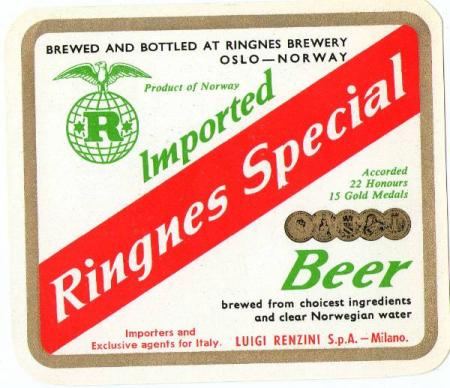 BREWED AND BOTTLED AT RINGNES BREWERY
OSLO—NORWAY
Product of Norway
R
Imported
Ringnes Special
Accorded
22 Honours
15 Gold Medals
Beer
brewed from choicest ingredients
and clear Norwegian water
Importers and
Exclusive agents for Italy. LUIGI RENZINI S.p.A. — Milano.